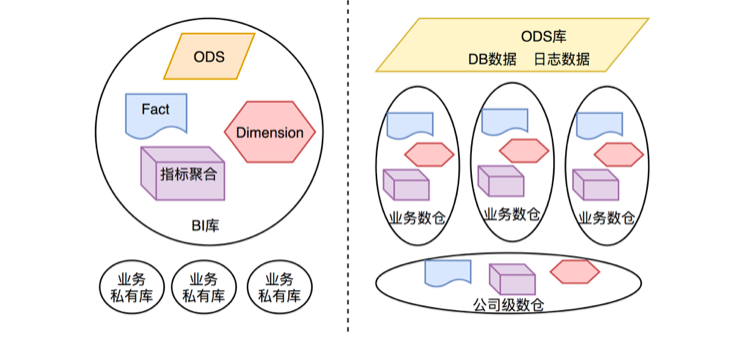 ODS
Fact
Dimension
指标聚合
BI库
业务
私有库
业务
私有库
业务
私有库
ODS库
DB数据 日志数据
业务数仓
业务数仓
业务数仓
公司级数仓